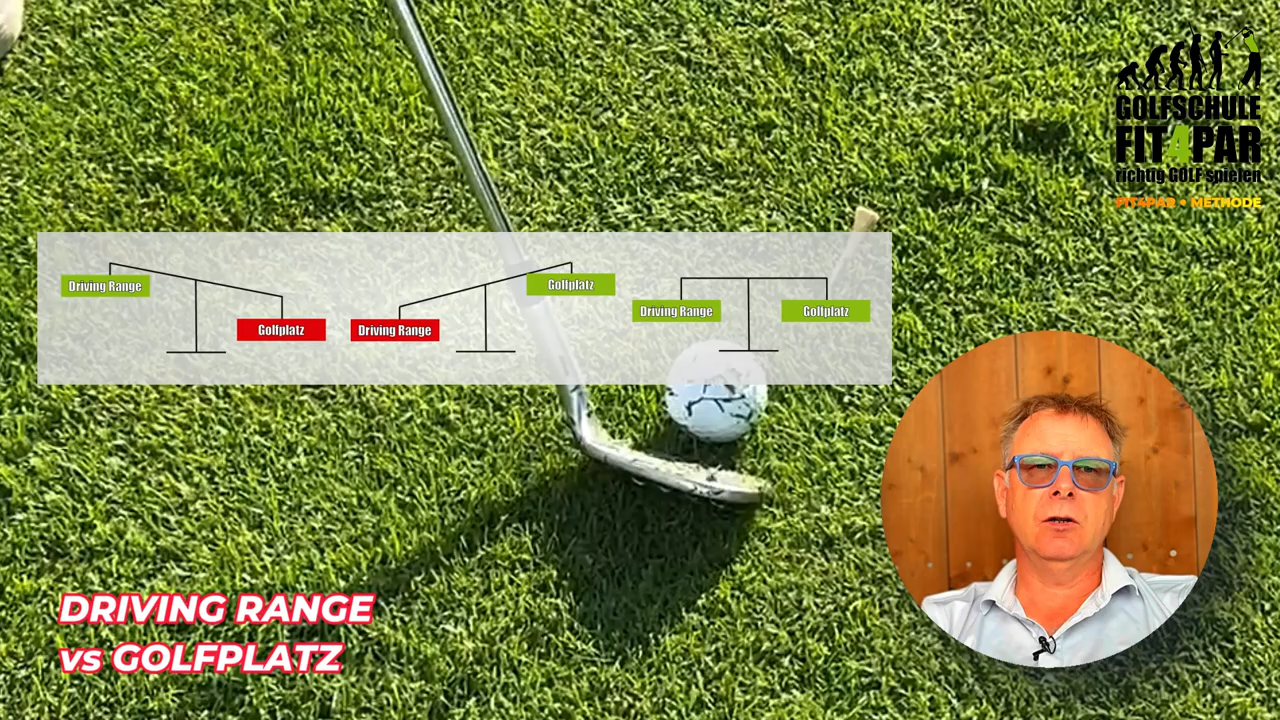 GOLFSCHULE
FIT4PAR
richtig GOLF spielen
FIT4PAR • METHODE
Driving Range
Golfplatz
Driving Range
Golfplatz
Driving Range
Golfplatz
DRIVING RANGE
vs GOLFPLATZ